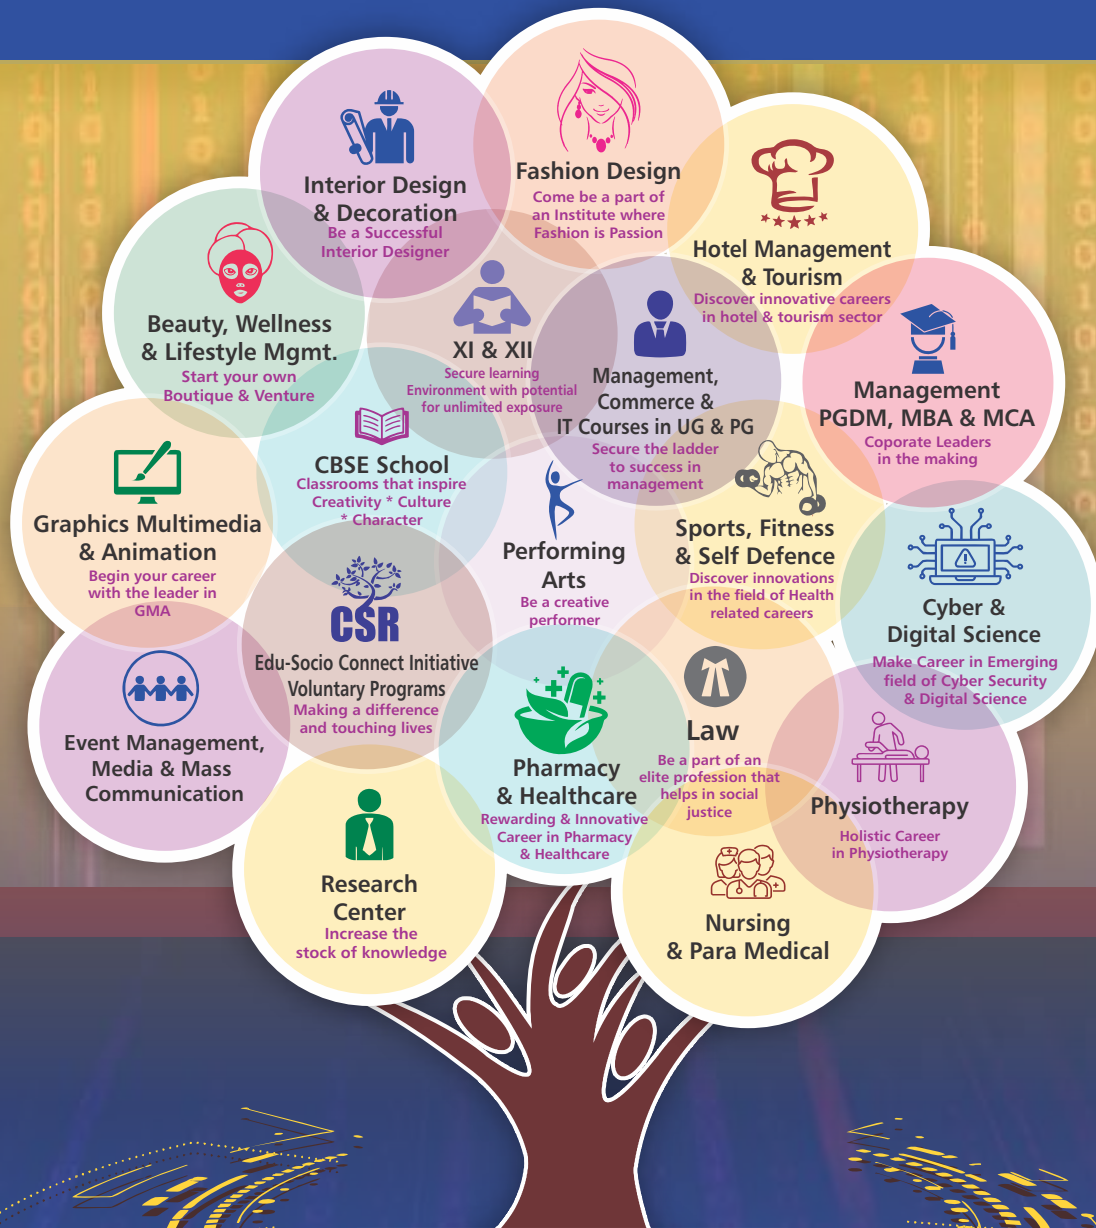 Interior Design
& Decoration
Be a Successful
Interior Designer
Fashion Design
Come be a part of
an Institute where
Fashion is Passion
Hotel Management
& Tourism
Discover innovative careers
in hotel & tourism sector
Beauty, Wellness
& Lifestyle Mgmt.
Start your own
Boutique & Venture
XI & XII
Secure learning
Environment with potential
for unlimited exposure
Management,
Commerce &
IT Courses in UG & PG
Secure the ladder
to success in
management
Management
PGDM, MBA & MCA
Coporate Leaders
in the making
CBSE School
Classrooms that inspire
Creativity * Culture
* Character
Graphics Multimedia
& Animation
Begin your career
with the leader in
GMA
Performing
Arts
Be a creative
performer
Sports, Fitness
& Self Defence
Discover innovations
in the field of Health
related careers
Cyber &
Digital Science
Make Career in Emerging
field of Cyber Security
& Digital Science
CSR
Edu-Socio Connect Initiative
Voluntary Programs
Making a difference
and touching lives
Event Management,
Media & Mass
Communication
Pharmacy
& Healthcare
Rewarding & Innovative
Career in Pharmacy
& Healthcare
Law
Be a part of an
elite profession that
helps in social
justice
Physiotherapy
Holistic Career
in Physiotherapy
Research
Center
Increase the
stock of knowledge
Nursing
& Para Medical